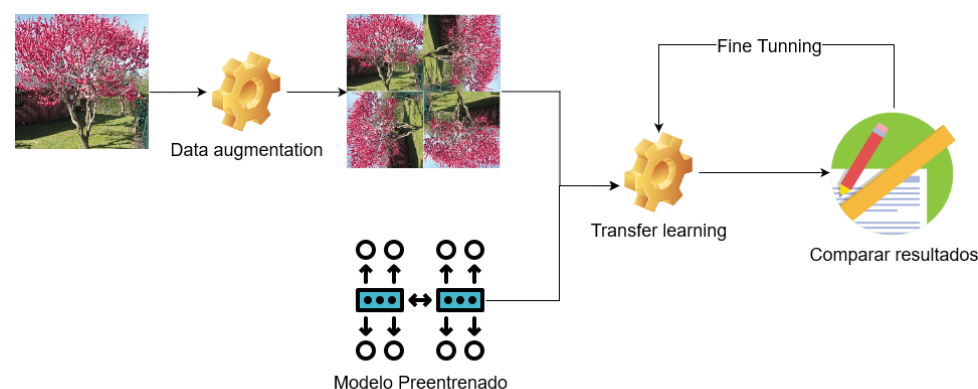 Fine Tunning
Data augmentation
Transfer learning
Comparar resultados
Modelo Preentrenado